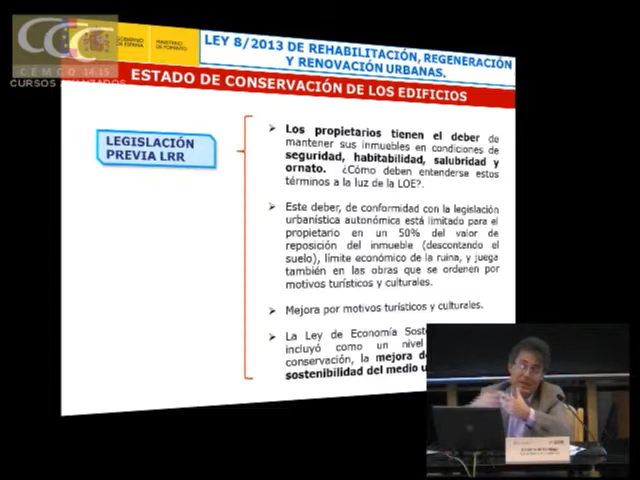 CCC
CEMCO 14.15
CURSOS AVANZADOS
GOBIERNO
DE ESPAÑA
MINISTERIO
DE FOMENTO
LEY 8/2013 DE REHABILITACIÓN, REGENERACIÓN
Y RENOVACIÓN URBANAS.
ESTADO DE CONSERVACIÓN DE LOS EDIFICIOS
LEGISLACIÓN
PREVIA LRR
➢ Los propietarios tienen el deber de
mantener sus inmuebles en condiciones de
seguridad, habitabilidad, salubridad y
ornato. ¿Cómo deben entenderse estos
términos a la luz de la LOE?.
➢ Este deber, de conformidad con la legislación
urbanística autonómica está limitado para el
propietario en un 50% del valor de
reposición del inmueble (descontando el
suelo), límite económico de la ruina, y juega
también en las obras que se ordenen por
motivos turísticos y culturales.
➢ Mejora por motivos turísticos y culturales.
➢ La Ley de Economía Soste
incluyó como un nivel
conservación, la mejora de
sostenibilidad del medio u